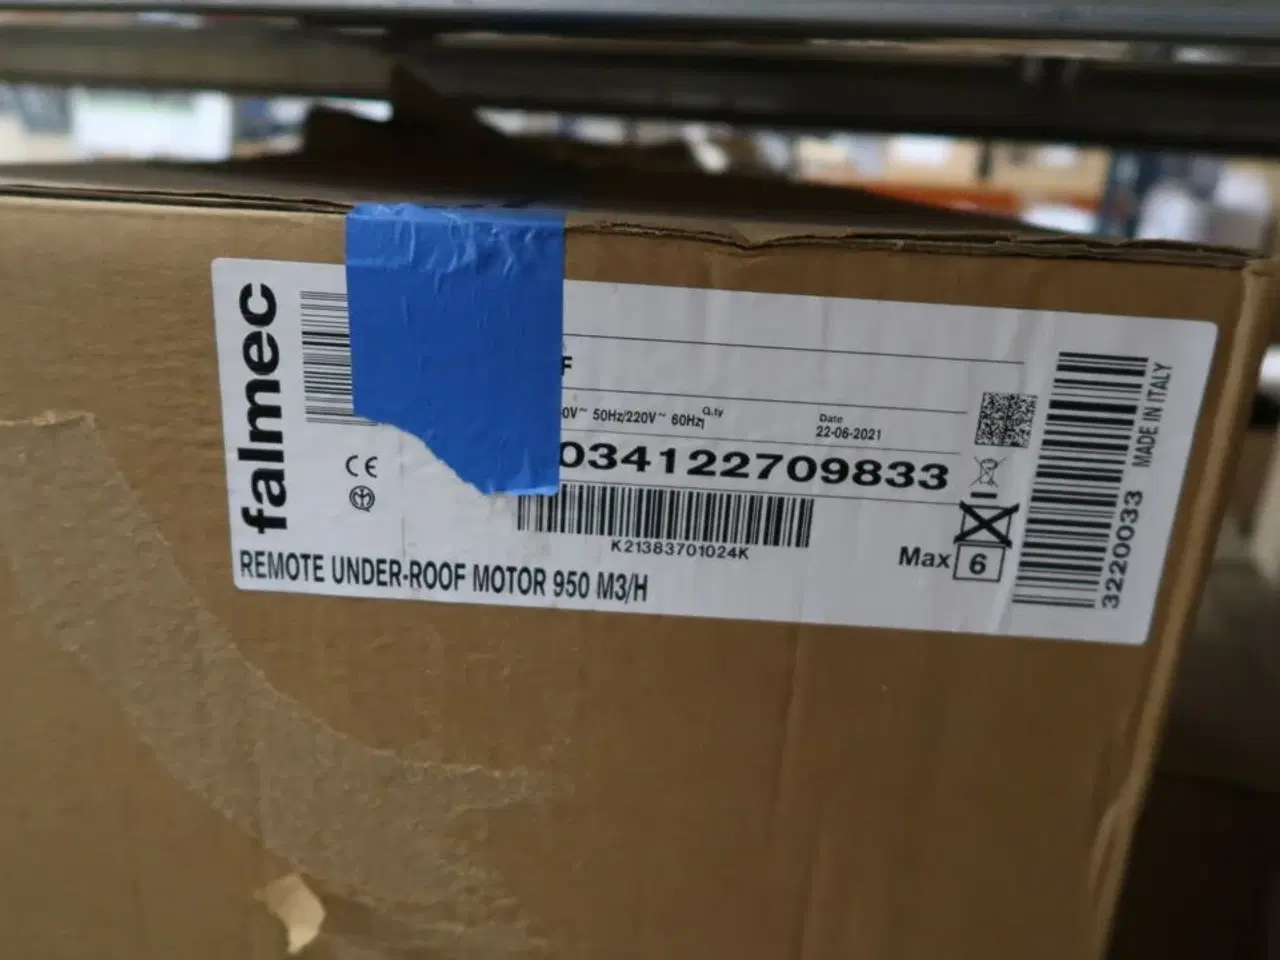 falmec
F
0V~ 50Hz/220V~ 60Hz
Q.ty
Date
22-06-2021
034122709833
K21383701024K
REMOTE UNDER-ROOF MOTOR 950 M3/H
Max 6
3220033
MADE IN ITALY